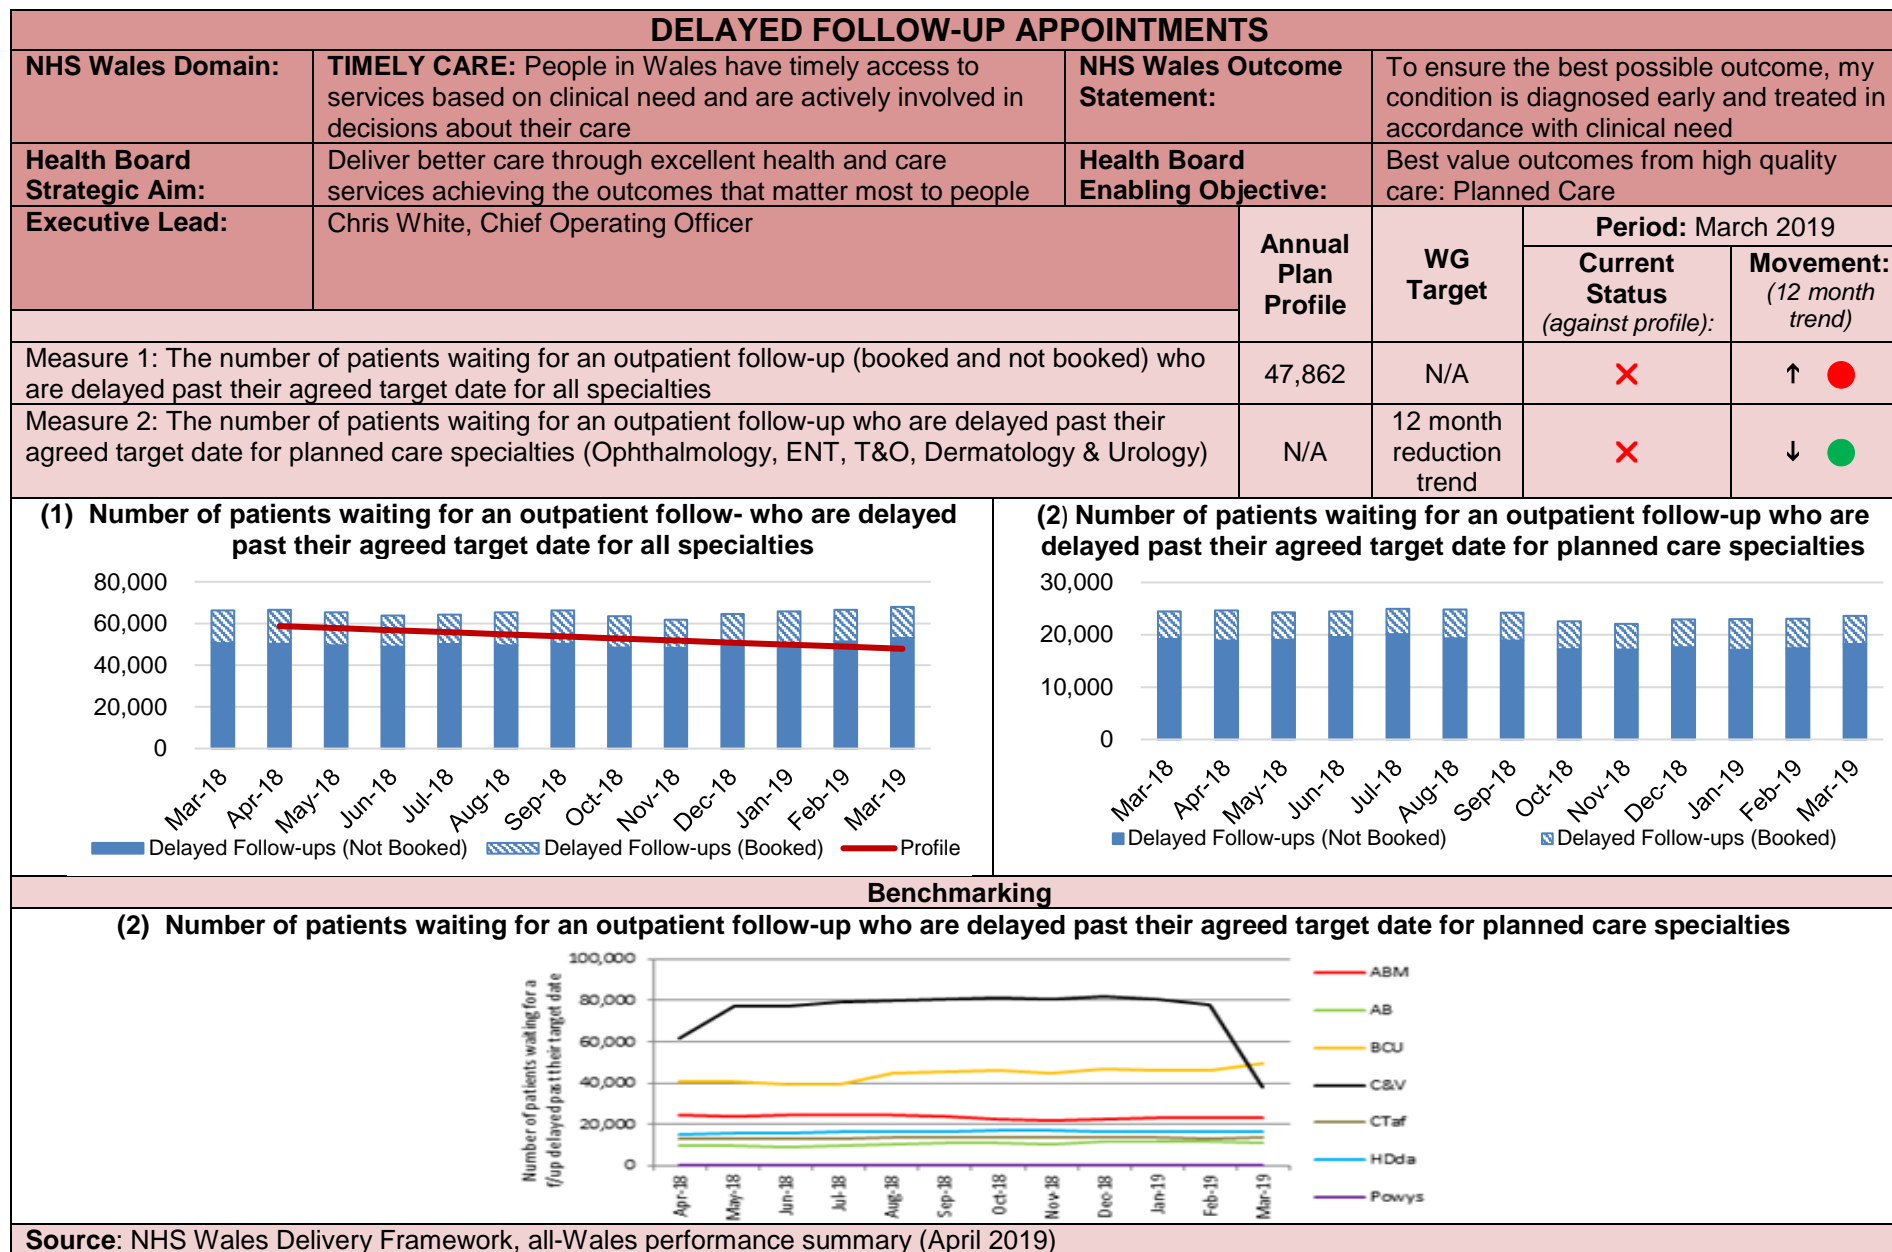 DELAYED FOLLOW-UP APPOINTMENTS
NHS Wales Domain:
TIMELY CARE: People in Wales have timely access to
services based on clinical need and are actively involved in
decisions about their care
NHS Wales Outcome
Statement:
To ensure the best possible outcome, my
condition is diagnosed early and treated in
accordance with clinical need
Health Board
Strategic Aim:
Deliver better care through excellent health and care
services achieving the outcomes that matter most to people
Health Board
Enabling Objective:
Best value outcomes from high quality
care: Planned Care
Executive Lead:
Chris White, Chief Operating Officer
Annual
Plan
Profile
WG
Target
Period: March 2019
Current
Status
(against profile):
Movement:
(12 month
trend)
Measure 1: The number of patients waiting for an outpatient follow-up (booked and not booked) who
are delayed past their agreed target date for all specialties
47,862
N/A
✕
↑
Measure 2: The number of patients waiting for an outpatient follow-up who are delayed past their
agreed target date for planned care specialties (Ophthalmology, ENT, T&O, Dermatology & Urology)
N/A
12 month
reduction
trend
✕
↓
(1) Number of patients waiting for an outpatient follow- who are delayed
past their agreed target date for all specialties
80,000
60,000
40,000
20,000
0
Mar-18
Apr-18
May-18
Jun-18
Jul-18
Aug-18
Sep-18
Oct-18
Nov-18
Dec-18
Jan-19
Feb-19
Mar-19
Delayed Follow-ups (Not Booked)
Delayed Follow-ups (Booked)
Profile
(2) Number of patients waiting for an outpatient follow-up who are
delayed past their agreed target date for planned care specialties
30,000
20,000
10,000
0
Mar-18
Apr-18
May-18
Jun-18
Jul-18
Aug-18
Sep-18
Oct-18
Nov-18
Dec-18
Jan-19
Feb-19
Mar-19
Delayed Follow-ups (Not Booked)
Delayed Follow-ups (Booked)
Benchmarking
(2) Number of patients waiting for an outpatient follow-up who are delayed past their agreed target date for planned care specialties
Number of patients waiting for a
f/up delayed past their target date
100,000
80,000
60,000
40,000
20,000
0
Apr-18
May-18
Jun-18
Jul-18
Aug-18
Sep-18
Oct-18
Nov-18
Dec-18
Jan-19
Feb-19
Mar-19
ABM
AB
BCU
C&V
CTaf
HDda
Powys
Source: NHS Wales Delivery Framework, all-Wales performance summary (April 2019)